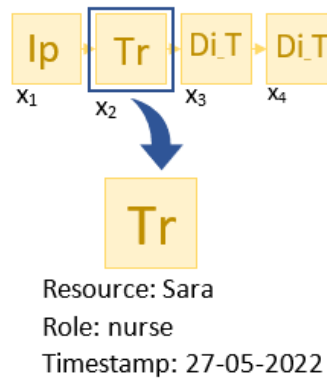 Ip Tr Di_T Di_T
x1 x2 x3 x4
Tr
Resource: Sara
Role: nurse
Timestamp: 27-05-2022